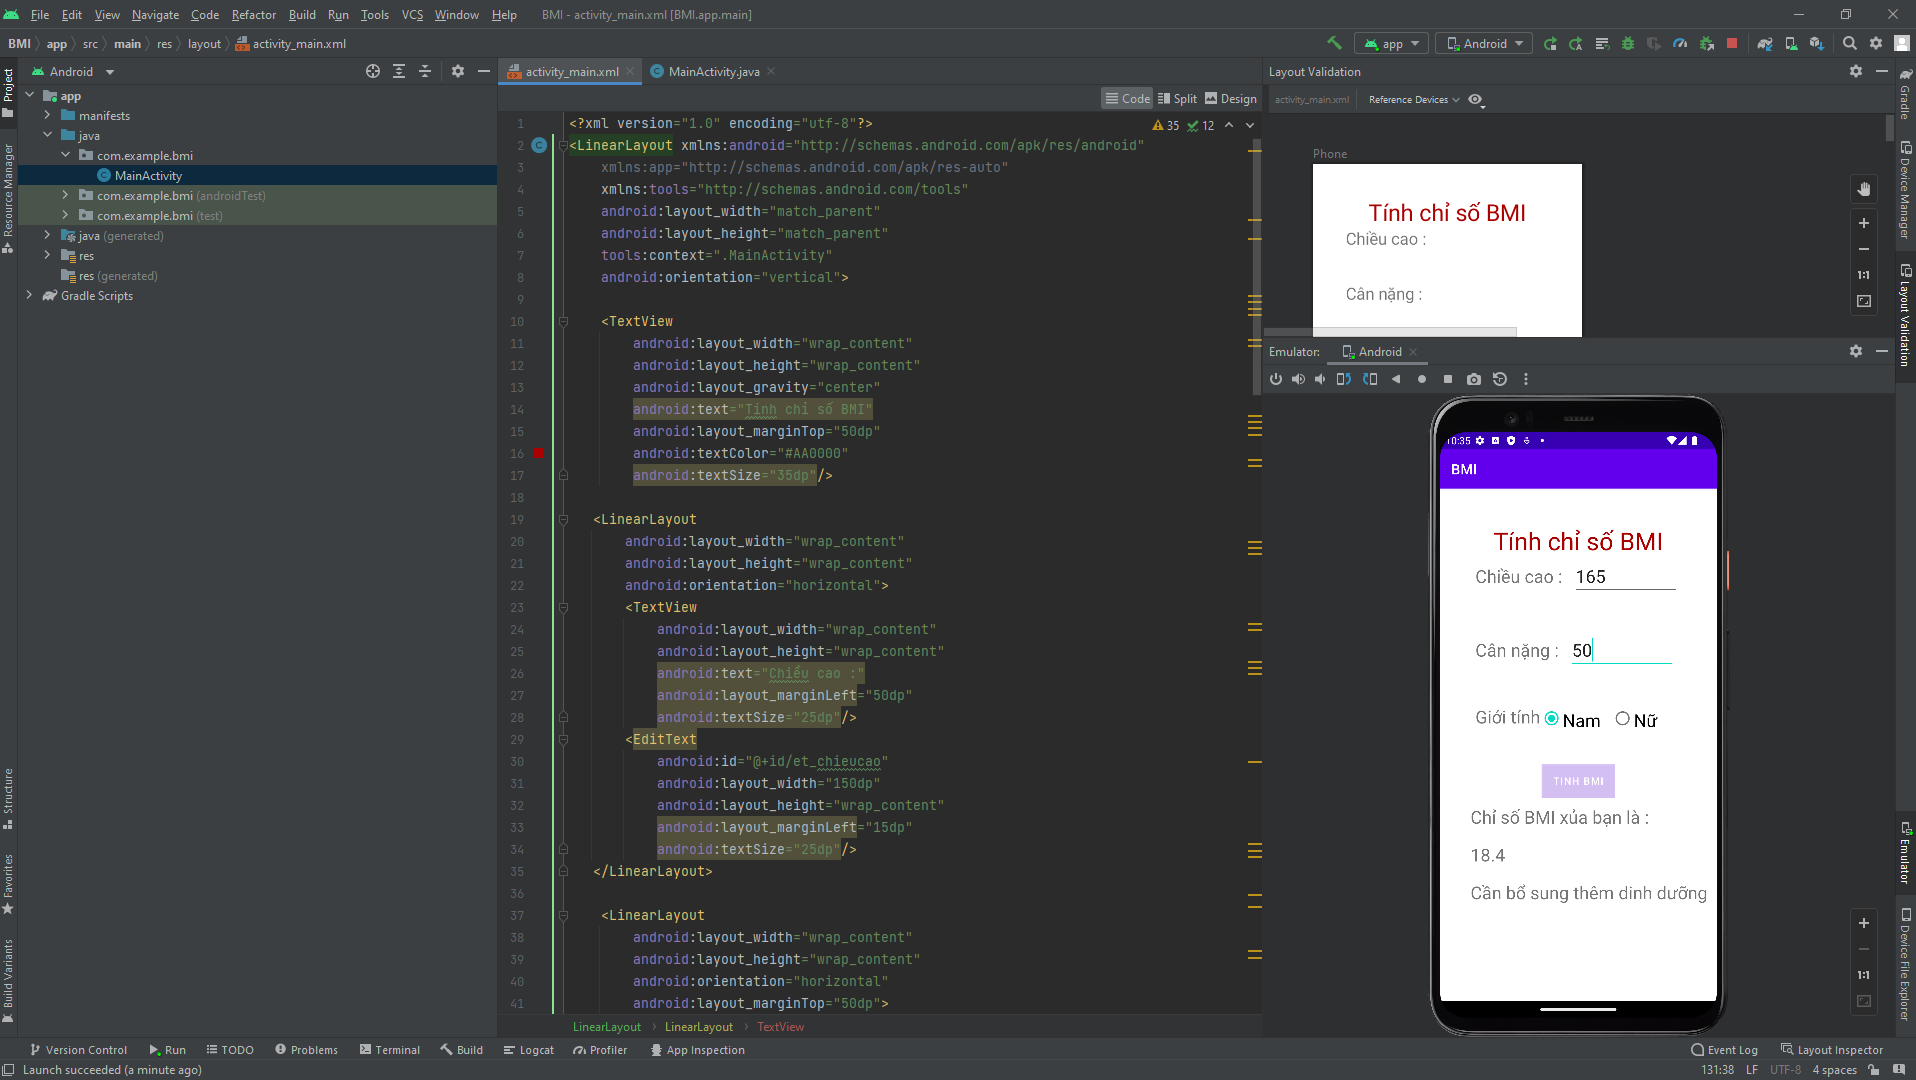 File Edit View Navigate Code Refactor Build Run Tools VCS Window Help BMI - activity_main.xml [BMI.app.main]
BMI app src main res layout activity_main.xml
app Android
Android
activity_main.xml MainActivity.java
Layout Validation
Code Split Design
activity_main.xml Reference Devices
35 12
Project
Resource Manager
Structure
Favorites
Build Variants
app
manifests
java
com.example.bmi
MainActivity
com.example.bmi (androidTest)
com.example.bmi (test)
java (generated)
res
res (generated)
Gradle Scripts
1 <?xml version="1.0" encoding="utf-8"?>
2 <LinearLayout xmlns:android="http://schemas.android.com/apk/res/android"
3 xmlns:app="http://schemas.android.com/apk/res-auto"
4 xmlns:tools="http://schemas.android.com/tools"
5 android:layout_width="match_parent"
6 android:layout_height="match_parent"
7 tools:context=".MainActivity"
8 android:orientation="vertical">
9
10 <TextView
11 android:layout_width="wrap_content"
12 android:layout_height="wrap_content"
13 android:layout_gravity="center"
14 android:text="Tính chỉ số BMI"
15 android:layout_marginTop="50dp"
16 android:textColor="#AA0000"
17 android:textSize="35dp"/>
18
19 <LinearLayout
20 android:layout_width="wrap_content"
21 android:layout_height="wrap_content"
22 android:orientation="horizontal">
23 <TextView
24 android:layout_width="wrap_content"
25 android:layout_height="wrap_content"
26 android:text="Chiều cao :"
27 android:layout_marginLeft="50dp"
28 android:textSize="25dp"/>
29 <EditText
30 android:id="@+id/et_chieucao"
31 android:layout_width="150dp"
32 android:layout_height="wrap_content"
33 android:layout_marginLeft="15dp"
34 android:textSize="25dp"/>
35 </LinearLayout>
36
37 <LinearLayout
38 android:layout_width="wrap_content"
39 android:layout_height="wrap_content"
40 android:orientation="horizontal"
41 android:layout_marginTop="50dp">
LinearLayout LinearLayout TextView
Phone
Tính chỉ số BMI
Chiều cao :
Cân nặng :
1:1
Emulator: Android
10:35
BMI
Tính chỉ số BMI
Chiều cao : 165
Cân nặng : 50
Giới tính Nam Nữ
TINH BMI
Chỉ số BMI xủa bạn là :
18.4
Cần bổ sung thêm dinh dưỡng
1:1
Gradle
Device Manager
Layout Validation
Emulator
Device File Explorer
Version Control Run TODO Problems Terminal Build Logcat Profiler App Inspection Event Log Layout Inspector
Launch succeeded (a minute ago) 131:38 LF UTF-8 4 spaces